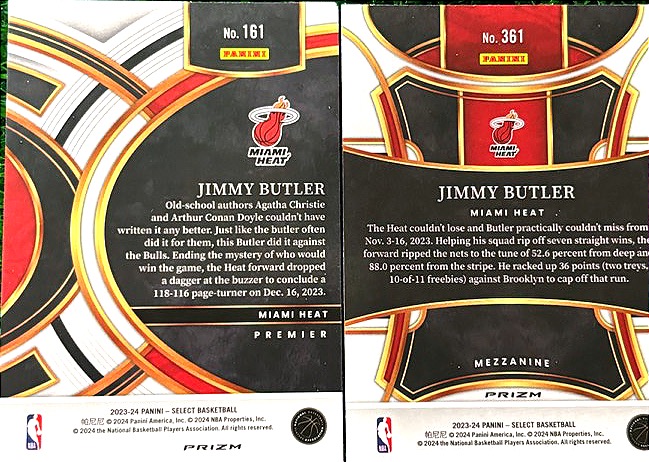 No. 161
PANINI
MIAMI
HEAT
JIMMY BUTLER
Old-school authors Agatha Christie
and Arthur Conan Doyle couldn't have
written it any better. Just like the butler often
did it for them, this Butler did it against
the Bulls. Ending the mystery of who would
win the game, the Heat forward dropped
a dagger at the buzzer to conclude a
118-116 page-turner on Dec. 16, 2023.
MIAMI HEAT
PREMIER
NBA
2023-24 PANINI – SELECT BASKETBALL
帕尼尼 © 2024 Panini America, Inc. © 2024 NBA Properties, Inc.
© 2024 the National Basketball Players Association. All rights reserved.
PRIZM
No. 361
PANINI
MIAMI
HEAT
JIMMY BUTLER
MIAMI HEAT
The Heat couldn't lose and Butler practically couldn't miss from
Nov. 3-16, 2023. Helping his squad rip off seven straight wins, the
forward ripped the nets to the tune of 52.6 percent from deep and
88.0 percent from the stripe. He racked up 36 points (two treys,
10-of-11 freebies) against Brooklyn to cap off that run.
MEZZANINE
PRIZM
NBA
2023-24 PANINI – SELECT BASKETBALL
帕尼尼 © 2024 Panini America, Inc. © 2024 NBA Properties, Inc.
© 2024 the National Basketball Players Association. All rights reserved.